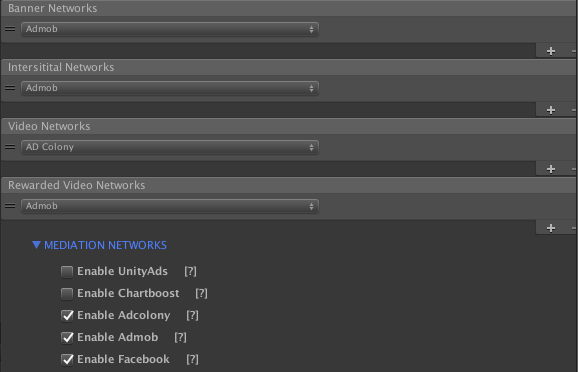 Banner Networks
Admob
+ -
Intersitital Networks
Admob
+ -
Video Networks
AD Colony
+ -
Rewarded Video Networks
Admob
+ -
MEDIATION NETWORKS
Enable UnityAds [?]
Enable Chartboost [?]
Enable Adcolony [?]
Enable Admob [?]
Enable Facebook [?]